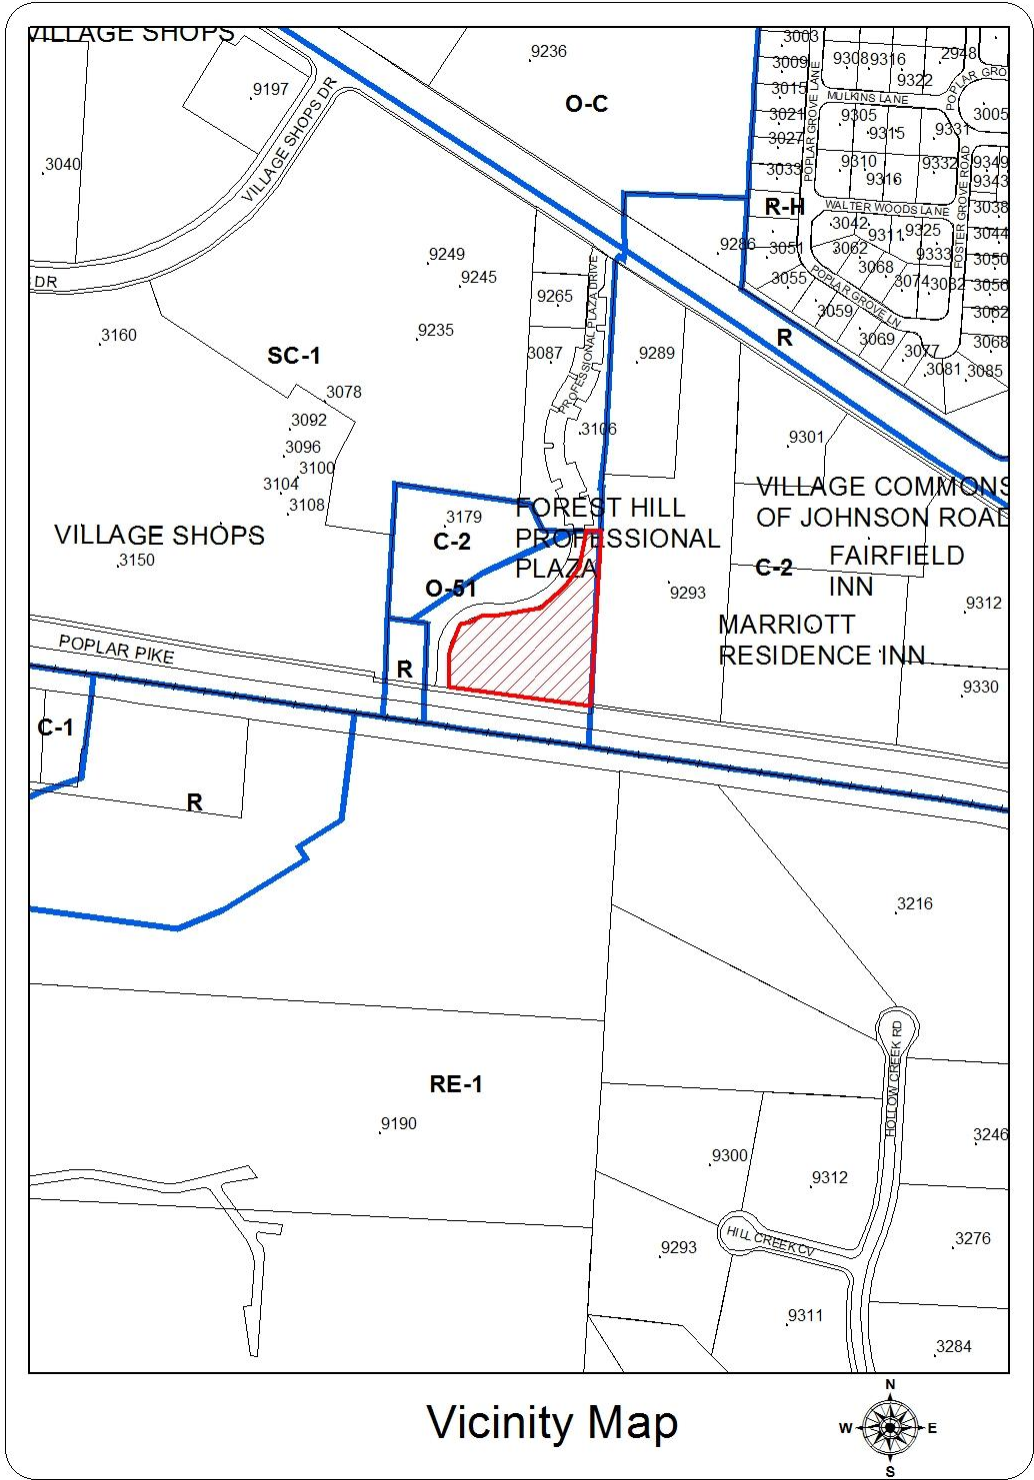 VILLAGE SHOPS
9197
VILLAGE SHOPS DR
3040
DR
9236
O-C
3003
3009
3015
3021
3027
3033
POPLAR GROVE LANE
9308
9316
9322
2948
POPLAR GRO
MULKINS LANE
3005
9305
9315
9331
9310
9316
9332
9349
9343
FOSTER GROVE ROAD
WALTER WOODS LANE
R-H
3038
3042
9311
9325
3044
9286
3051
3062
9333
3050
3068
3055
3074
3082
3056
POPLAR GROVE LN
3059
3062
3069
3068
3077
3081
3085
R
9249
9245
9265
PROFESSIONAL PLAZA DRIVE
9235
3160
SC-1
3087
9289
3078
3092
3106
9301
3096
3100
3104
3108
VILLAGE COMMONS
OF JOHNSON ROAD
3179
FOREST HILL
PROFESSIONAL
PLAZA
C-2
VILLAGE SHOPS
3150
O-51
9293
C-2
FAIRFIELD
INN
9312
MARRIOTT
RESIDENCE INN
9330
POPLAR PIKE
R
C-1
R
3216
HOLLOW CREEK RD
RE-1
9190
3246
9300
9312
HILL CREEK CV
9293
3276
9311
3284
Vicinity Map
N
W
E
S